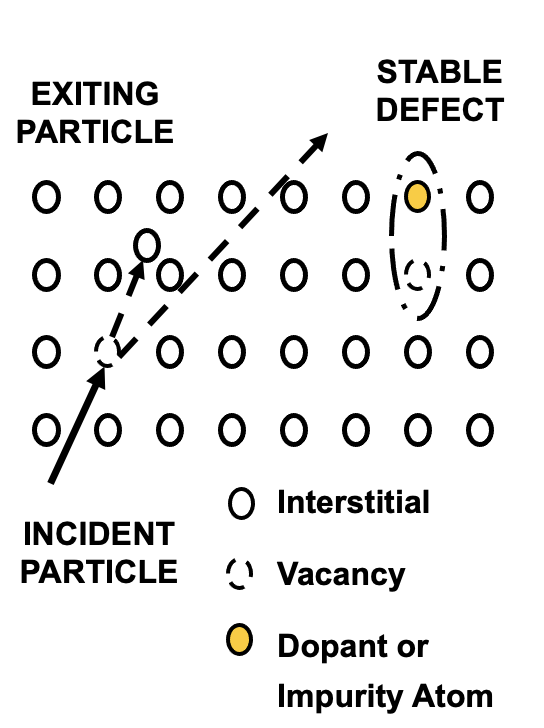 STABLE
DEFECT
EXITING
PARTICLE
INCIDENT
PARTICLE
Interstitial
Vacancy
Dopant or
Impurity Atom